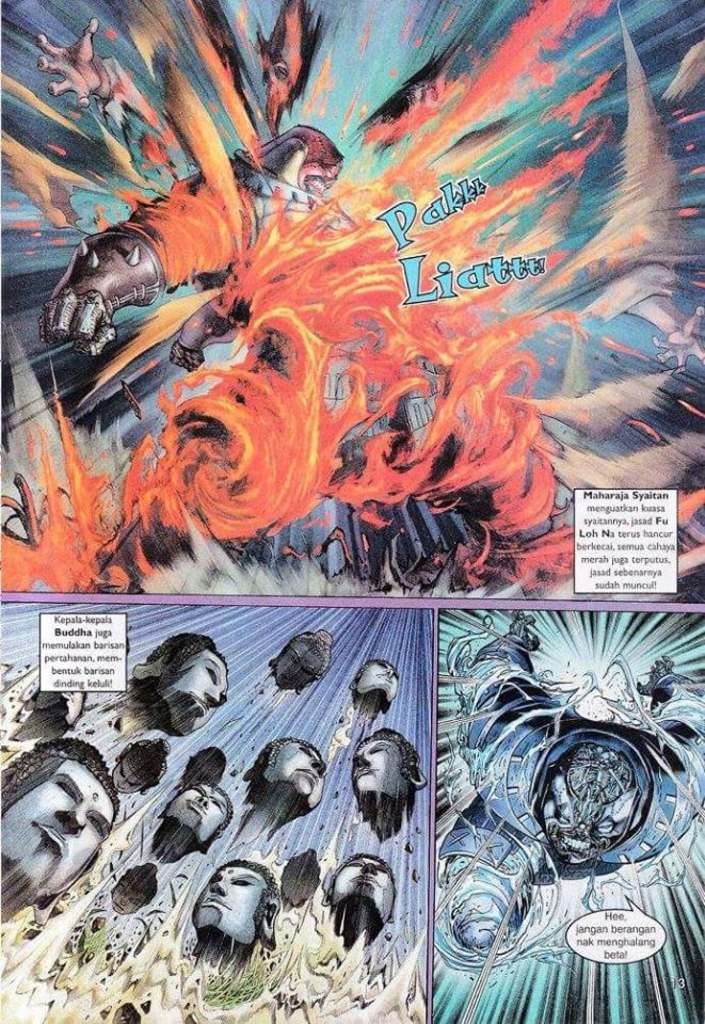 Pakkk
Liatttt!
Maharaja Syaitan
menguatkan kuasa
syaitannya, jasad Fu
Loh Na terus hancur
berkecai, semua cahaya
merah juga terputus,
jasad sebenarnya
sudah muncul!
Kepala-kepala
Buddha juga
memulakan barisan
pertahanan, mem-
bentuk barisan
dinding keluli!
Hee,
jangan berangan
nak menghalang
beta!
13